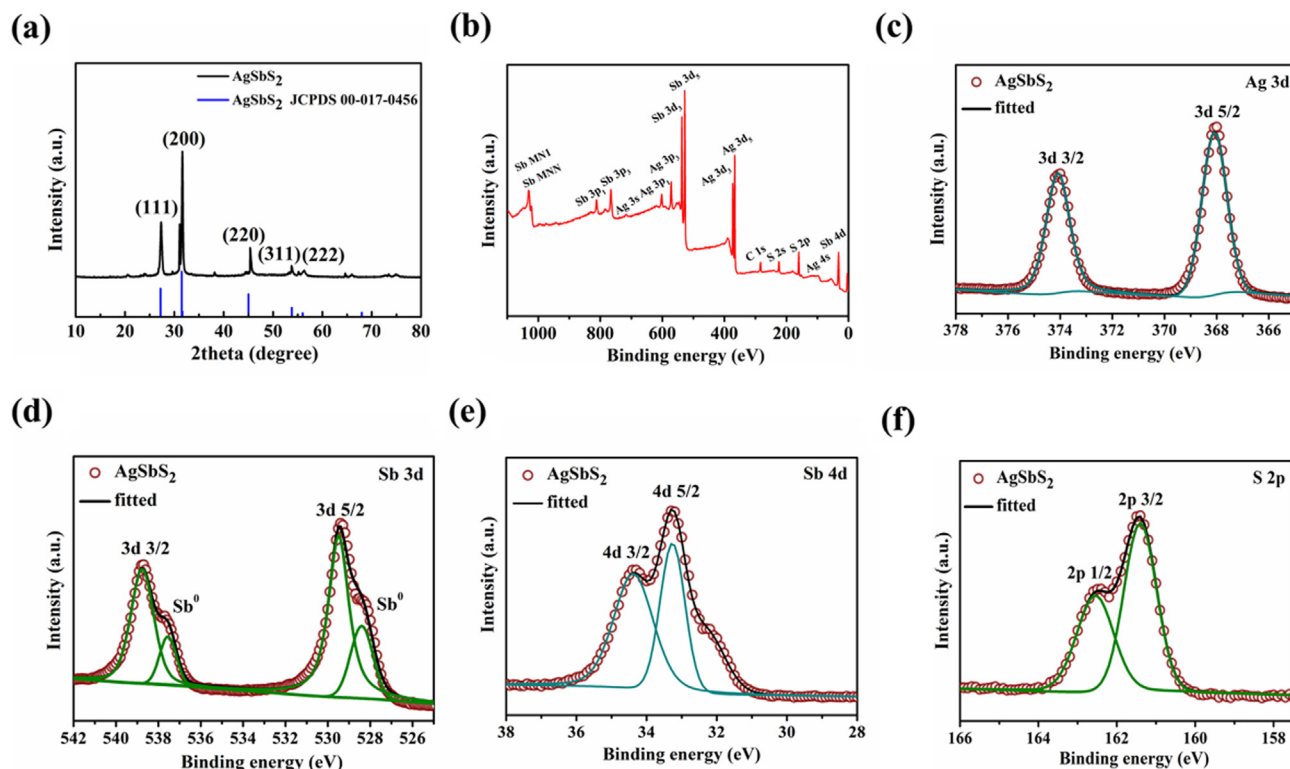 (a)
Intensity (a.u.)
AgSbS2
AgSbS2 JCPDS 00-017-0456
(200)
(111)
(220)
(311)
(222)
10 20 30 40 50 60 70 80
2theta (degree)
(b)
Intensity (a.u.)
Sb MN1
Sb MNN
Sb 3p1
Sb 3p3
Ag 3s
Ag 3p1
Ag 3p3
Sb 3d3
Sb 3d5
Ag 3d3
Ag 3d5
C 1s
S 2s
S 2p
Ag 4s
Sb 4d
1000 800 600 400 200 0
Binding energy (eV)
(c)
Intensity (a.u.)
AgSbS2
fitted
Ag 3d
3d 5/2
3d 3/2
378 375 372 370 368 365
Binding energy (eV)
(d)
Intensity (a.u.)
AgSbS2
fitted
Sb 3d
3d 5/2
3d 3/2
Sb0
Sb0
542 540 538 536 534 532 530 528 526
Binding energy (eV)
(e)
Intensity (a.u.)
AgSbS2
fitted
Sb 4d
4d 5/2
4d 3/2
38 36 34 32 30 28
Binding energy (eV)
(f)
Intensity (a.u.)
AgSbS2
fitted
S 2p
2p 3/2
2p 1/2
166 164 162 160 158
Binding energy (eV)